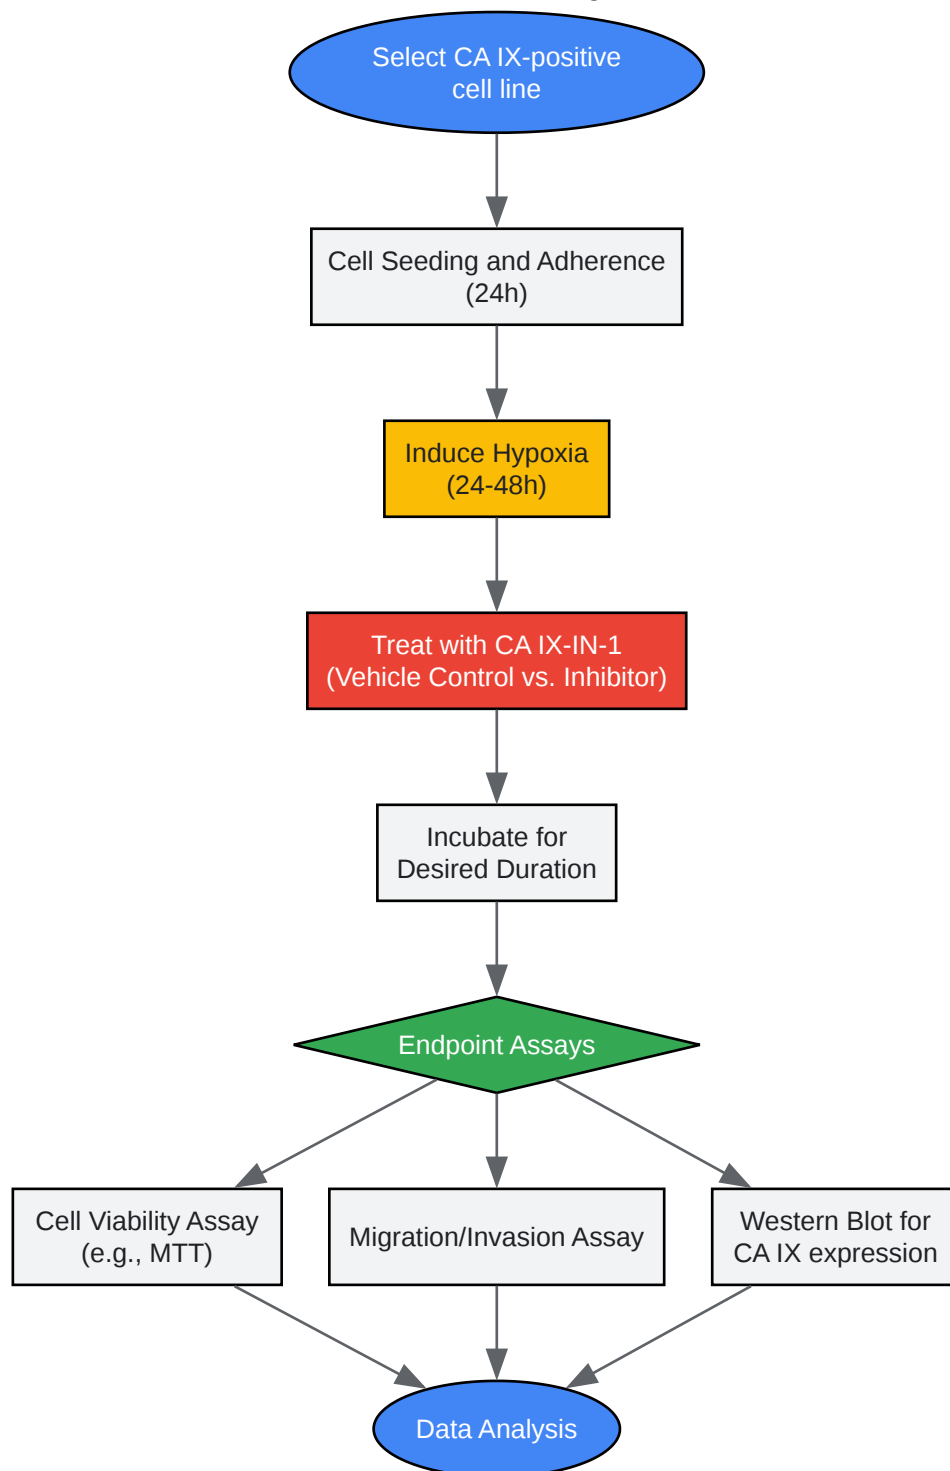 Select CA IX-positive
cell line
Cell Seeding and Adherence
(24h)
Induce Hypoxia
(24-48h)
Treat with CA IX-IN-1
(Vehicle Control vs. Inhibitor)
Incubate for
Desired Duration
Endpoint Assays
Cell Viability Assay
(e.g., MTT)
Migration/Invasion Assay
Western Blot for
CA IX expression
Data Analysis